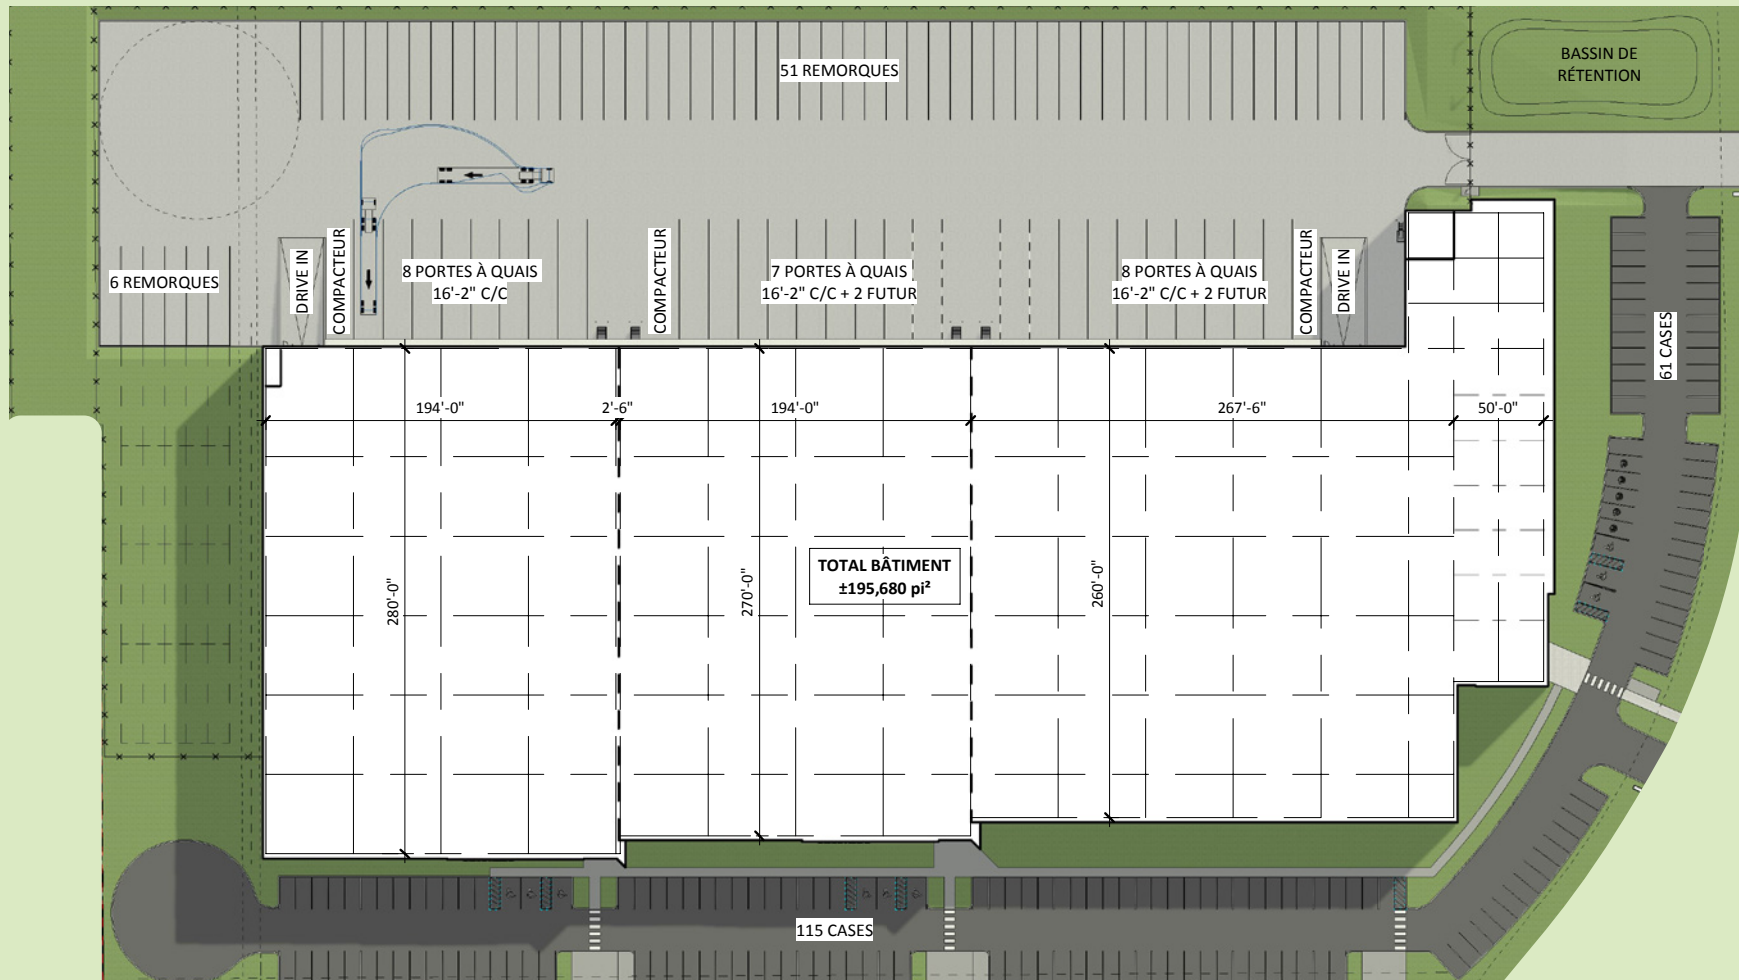 51 REMORQUES
BASSIN DE
RÉTENTION
6 REMORQUES
DRIVE IN
COMPACTEUR
8 PORTES À QUAIS
16'-2" C/C
COMPACTEUR
7 PORTES À QUAIS
16'-2" C/C + 2 FUTUR
8 PORTES À QUAIS
16'-2" C/C + 2 FUTUR
COMPACTEUR
DRIVE IN
61 CASES
194'-0"
2'-6"
194'-0"
267'-6"
50'-0"
280'-0"
270'-0"
TOTAL BÂTIMENT
±195,680 pi²
260'-0"
115 CASES